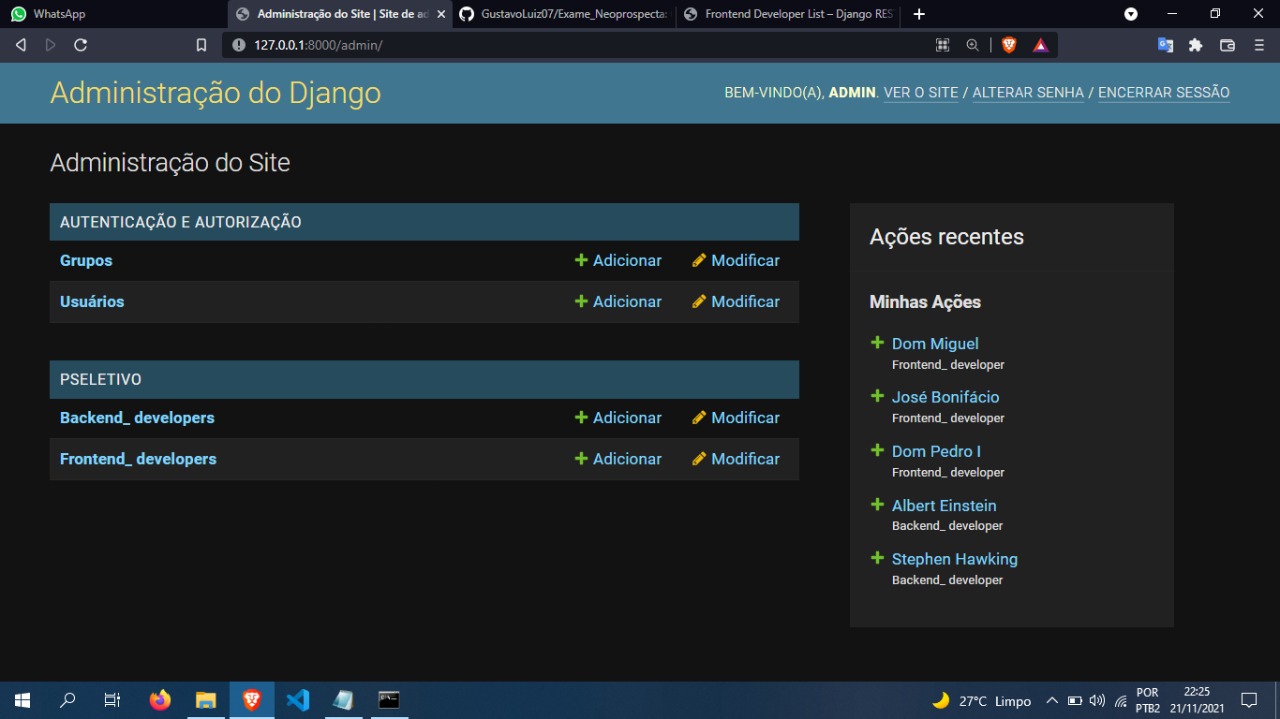 WhatsApp
Administração do Site | Site de ad
GustavoLuiz07/Exame_Neoprospecta:
Frontend Developer List – Django RES
127.0.0.1:8000/admin/
Administração do Django
BEM-VINDO(A), ADMIN. VER O SITE / ALTERAR SENHA / ENCERRAR SESSÃO
Administração do Site
AUTENTICAÇÃO E AUTORIZAÇÃO
Grupos
Adicionar
Modificar
Usuários
Adicionar
Modificar
PSELETIVO
Backend_ developers
Adicionar
Modificar
Frontend_ developers
Adicionar
Modificar
Ações recentes
Minhas Ações
Dom Miguel
Frontend_ developer
José Bonifácio
Frontend_ developer
Dom Pedro I
Frontend_ developer
Albert Einstein
Backend_ developer
Stephen Hawking
Backend_ developer
27°C Limpo
POR
PTB2
22:25
21/11/2021